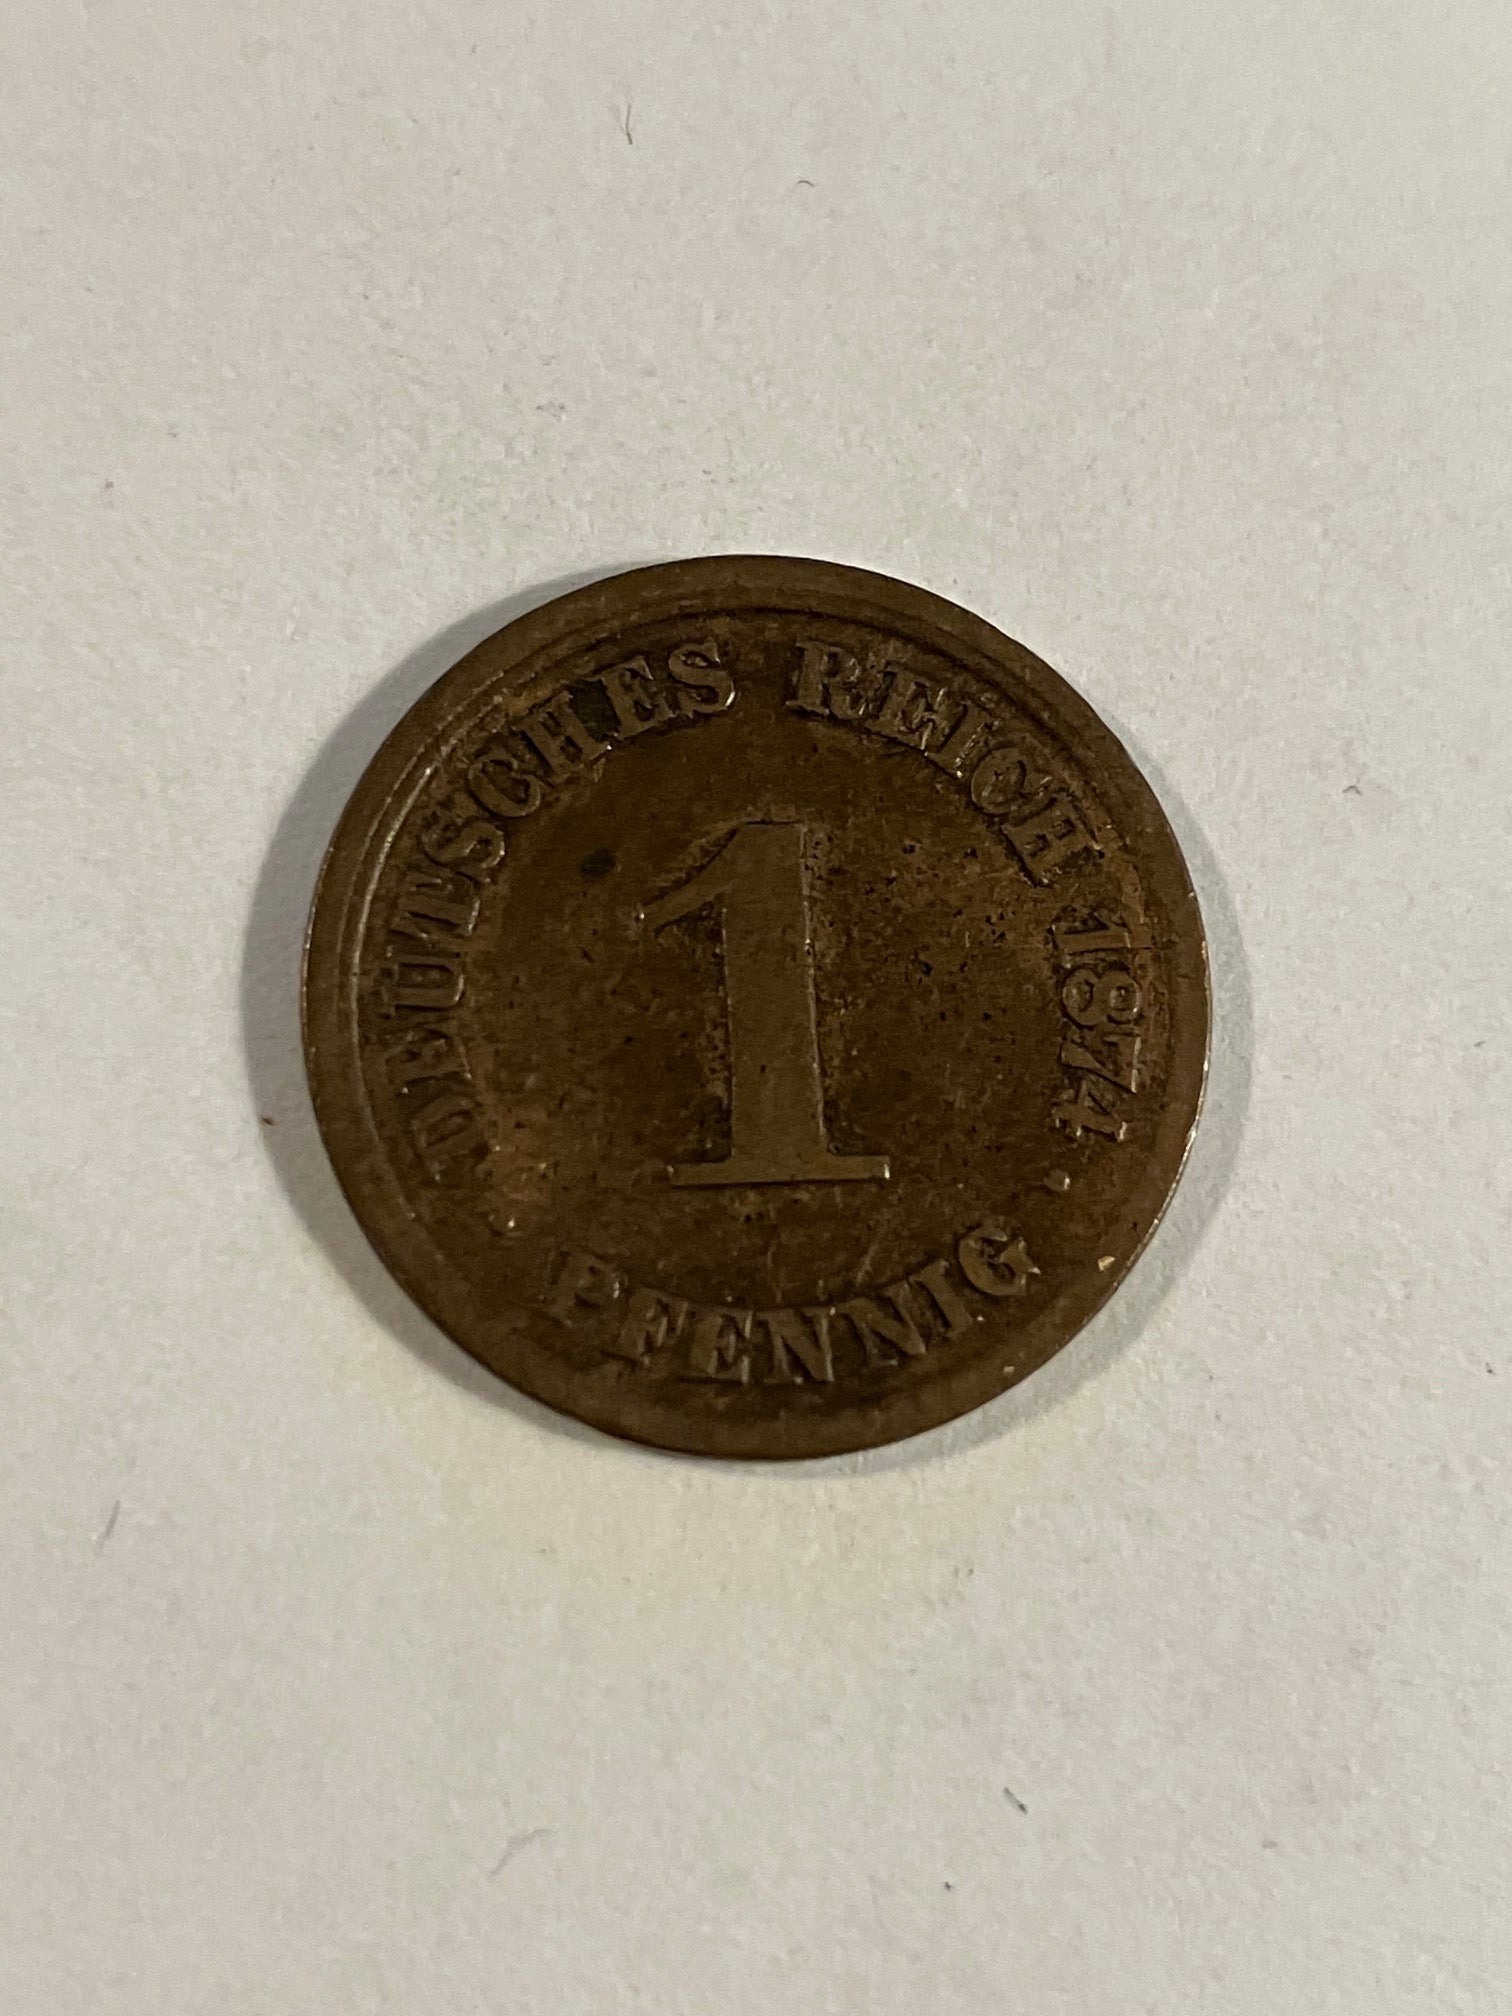 DEUTSCHES REICH 1874
1
PFENNIG